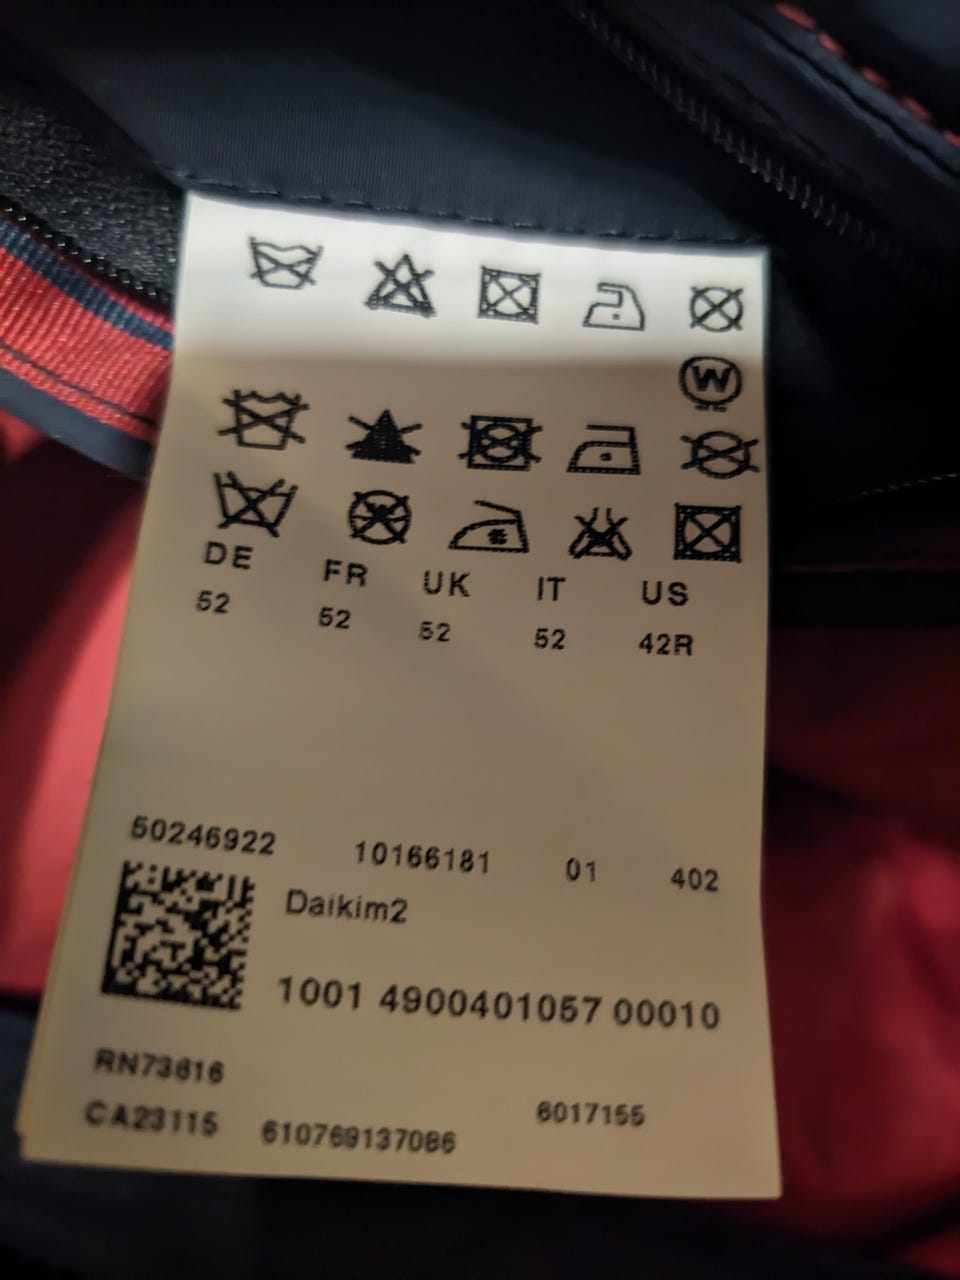 W
DE FR UK IT US
52 52 52 52 42R
50246922 10166181 01 402
Daikim2
1001 4900401057 00010
RN73616
CA23115 610769137086 6017155